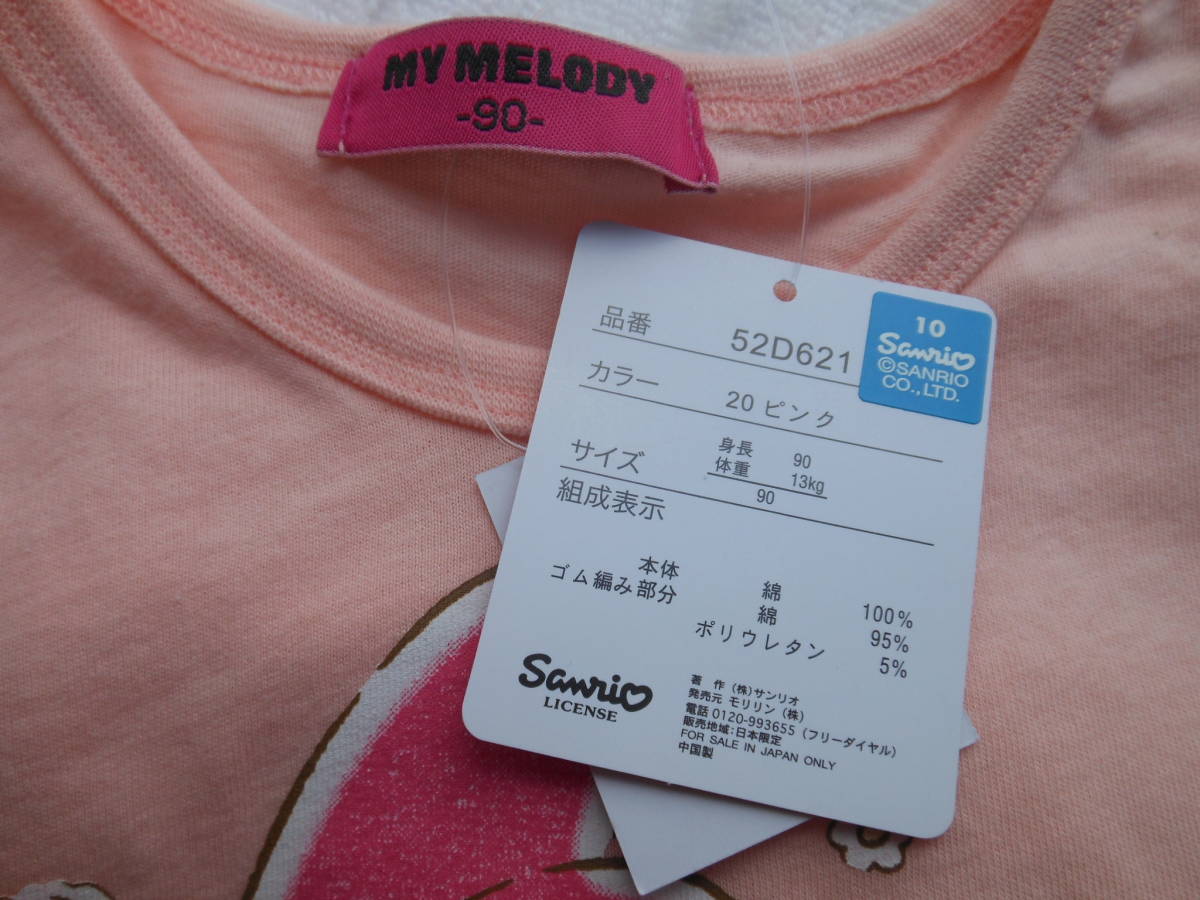 MY MELODY
-90-
品番 52D621
10
Sanrio
©SANRIO
CO.,LTD.
カラー 20 ピンク
サイズ 身長 90
体重 13kg
90
組成表示
本体 綿 100%
ゴム編み部分 綿 95%
ポリウレタン 5%
Sanrio
LICENSE
著 作 (株)サンリオ
発売元 モリリン (株)
電話 0120-993655 (フリーダイヤル)
販売地域:日本限定
FOR SALE IN JAPAN ONLY
中国製